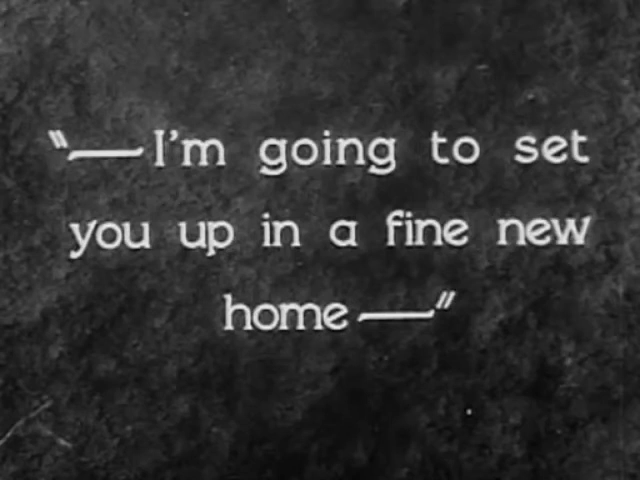 "—I'm going to set
you up in a fine new
home—"